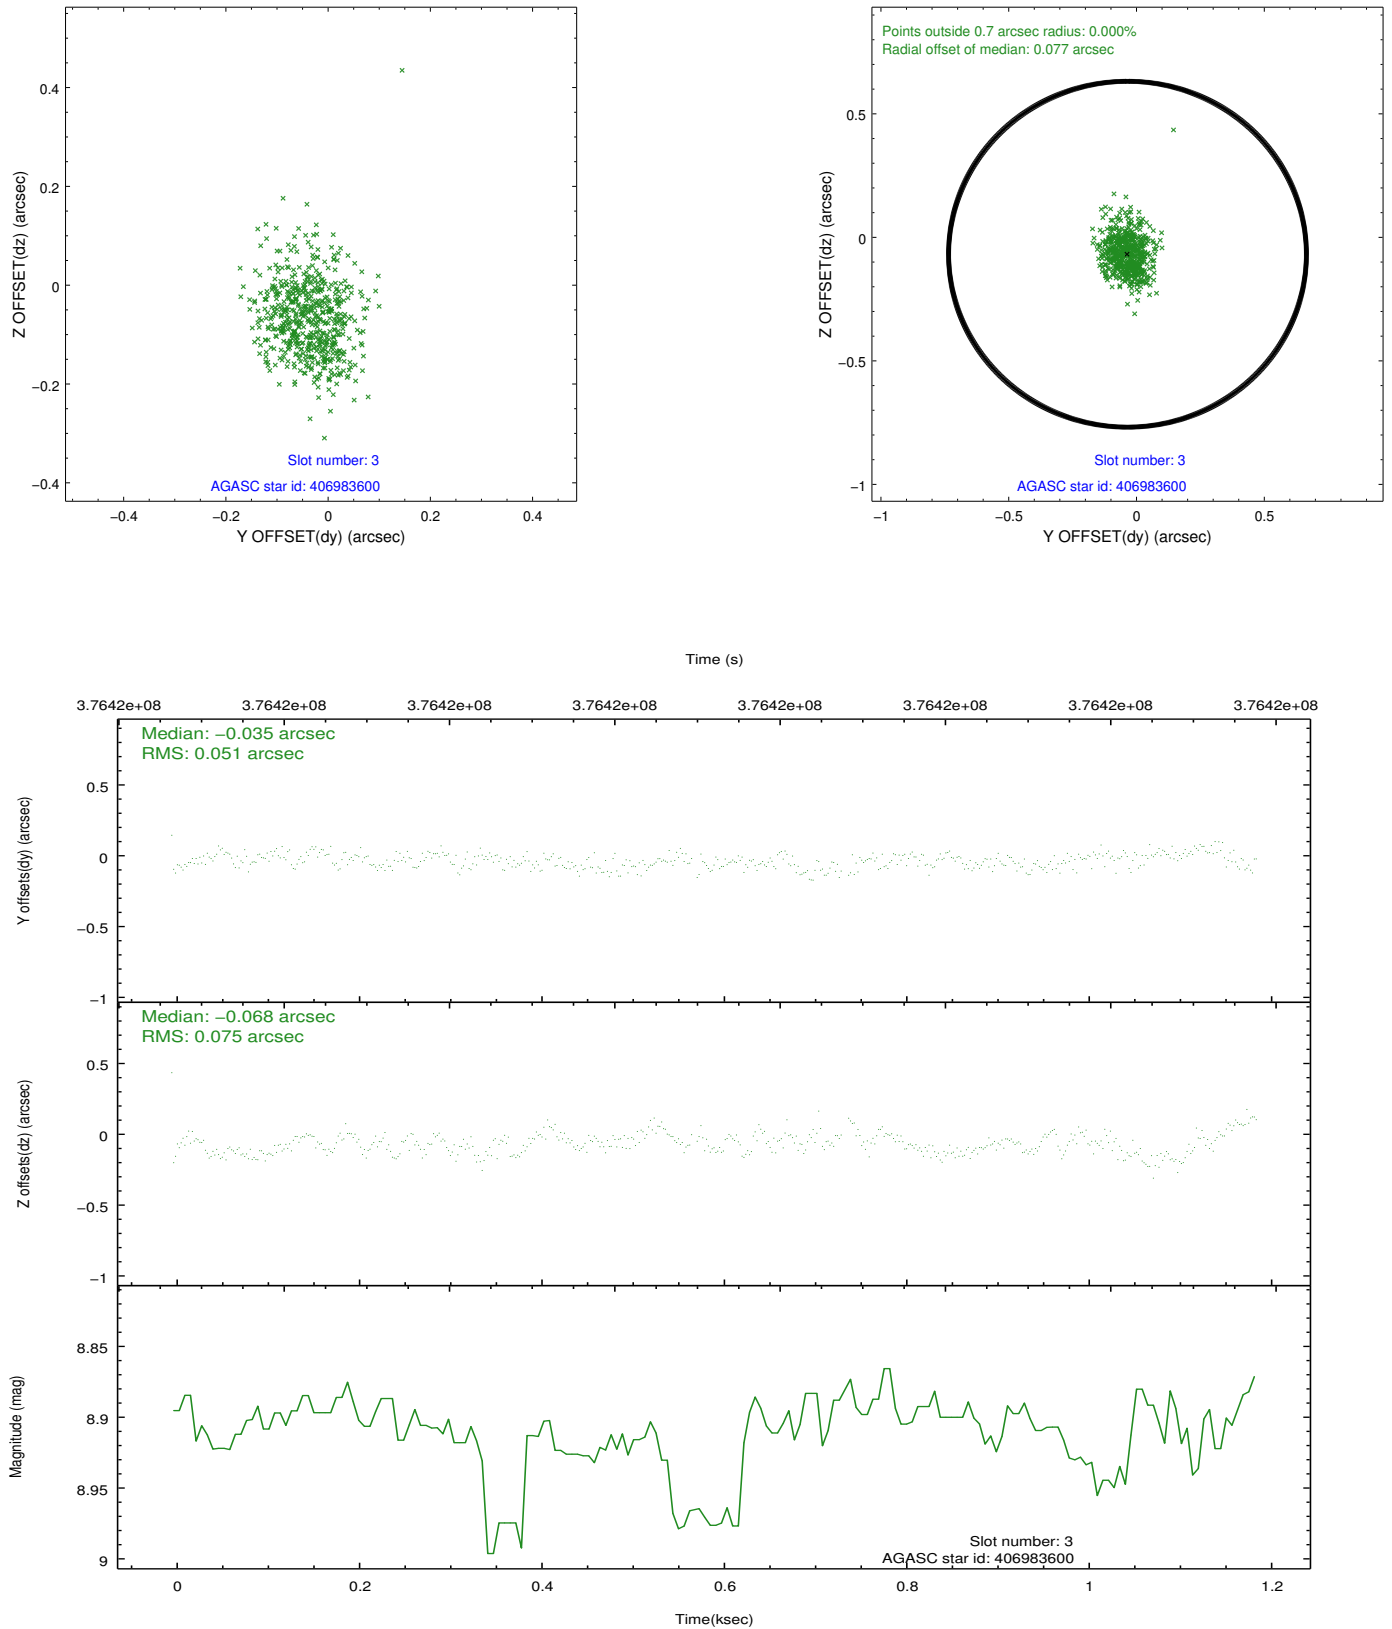 0.4
0.2
0
−0.2
−0.4
Z OFFSET(dz) (arcsec)
Slot number: 3
AGASC star id: 406983600
−0.4 −0.2 0 0.2 0.4
Y OFFSET(dy) (arcsec)
Points outside 0.7 arcsec radius: 0.000%
Radial offset of median: 0.077 arcsec
0.5
0
−0.5
−1
Z OFFSET(dz) (arcsec)
Slot number: 3
AGASC star id: 406983600
−1 −0.5 0 0.5
Y OFFSET(dy) (arcsec)
Time (s)
3.7642e+08 3.7642e+08 3.7642e+08 3.7642e+08 3.7642e+08 3.7642e+08 3.7642e+08 3.7642e+08
Median: −0.035 arcsec
RMS: 0.051 arcsec
0.5
0
−0.5
−1
Y offsets(dy) (arcsec)
Median: −0.068 arcsec
RMS: 0.075 arcsec
0.5
0
−0.5
−1
Z offsets(dz) (arcsec)
8.85
8.9
8.95
9
Magnitude (mag)
Slot number: 3
AGASC star id: 406983600
0 0.2 0.4 0.6 0.8 1 1.2
Time(ksec)